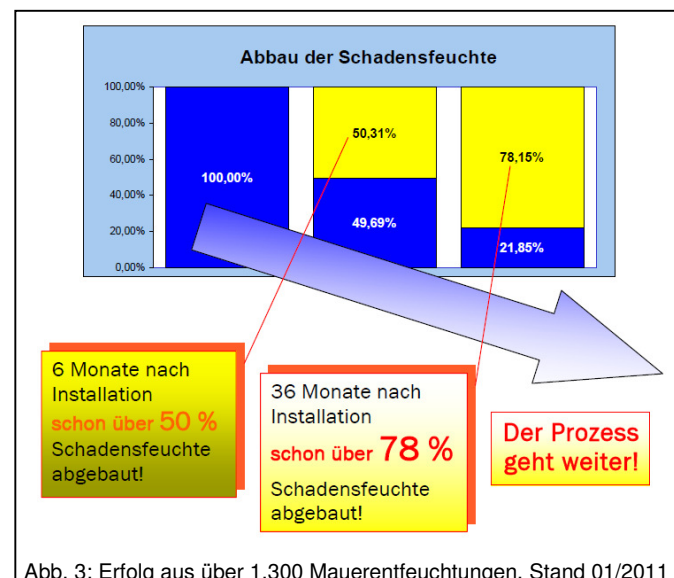 Abbau der Schadensfeuchte
100,00%
80,00%
60,00%
40,00%
20,00%
0,00%
100,00%
50,31%
49,69%
78,15%
21,85%
6 Monate nach
Installation
schon über 50 %
Schadensfeuchte
abgebaut!
36 Monate nach
Installation
schon über 78 %
Schadensfeuchte
abgebaut!
Der Prozess
geht weiter!
Abb. 3: Erfolg aus über 1.300 Mauerentfeuchtungen, Stand 01/2011